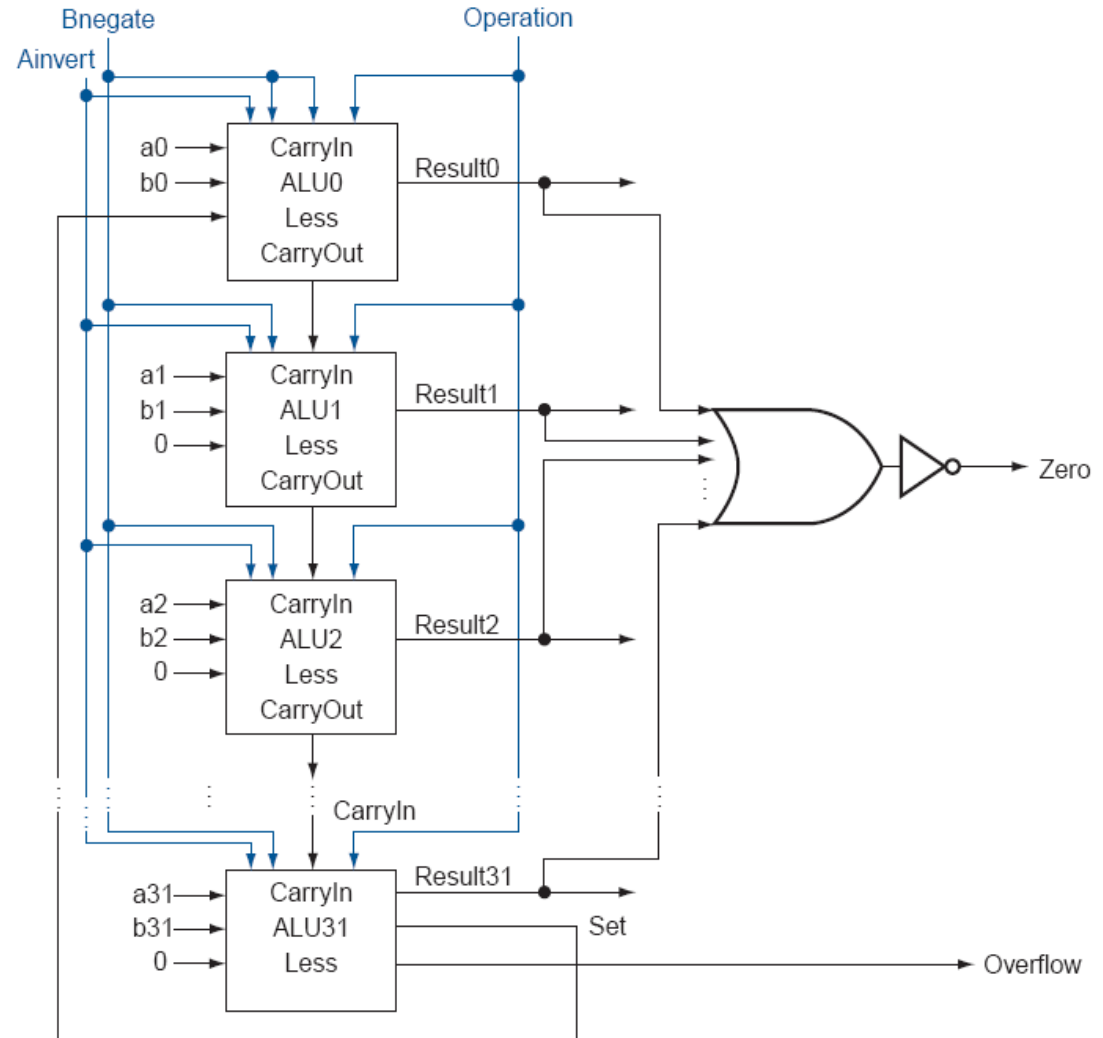 Bnegate
Operation
Ainvert
a0
CarryIn
b0
ALU0
Result0
Less
CarryOut
a1
CarryIn
b1
ALU1
Result1
0
Less
CarryOut
Zero
a2
CarryIn
b2
ALU2
Result2
0
Less
CarryOut
CarryIn
a31
CarryIn
Result31
b31
ALU31
Set
0
Less
Overflow